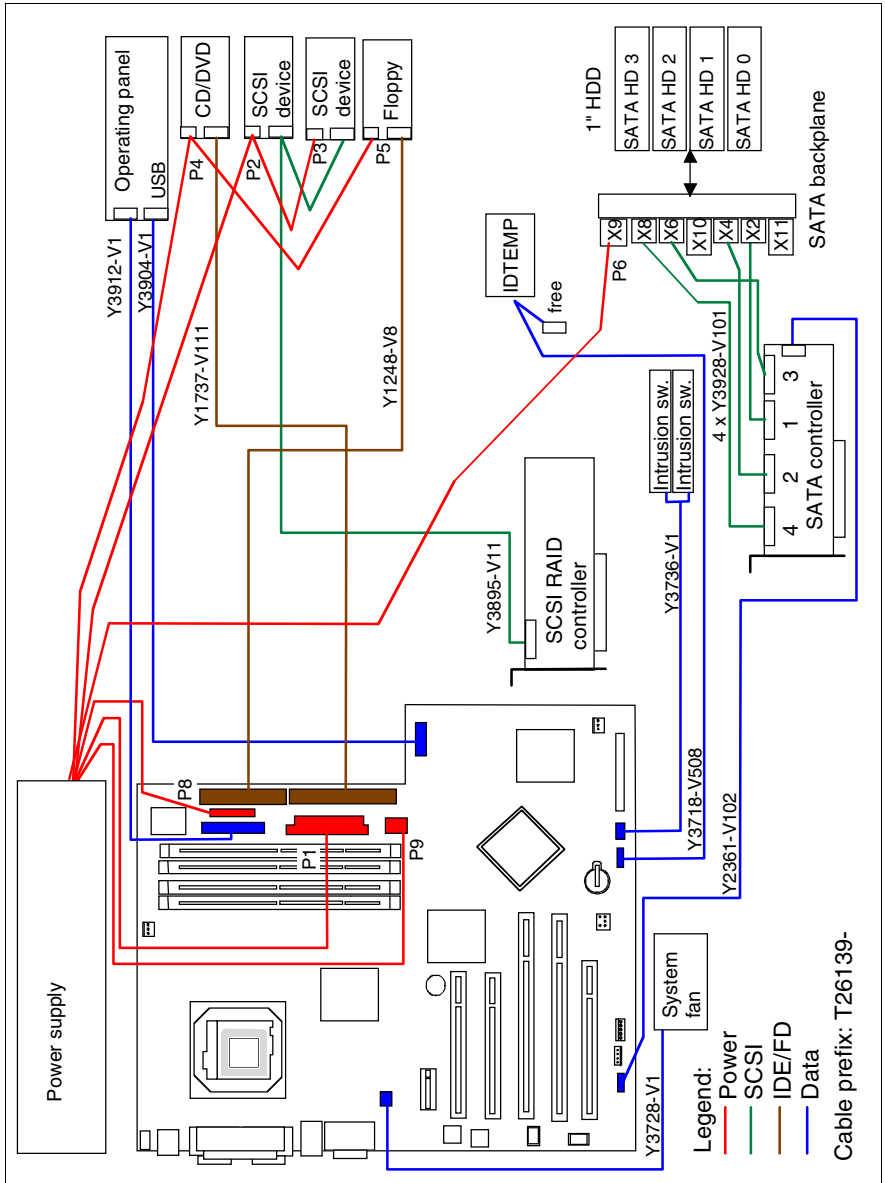 Power supply
Operating panel
USB
CD/DVD
SCSI
device
SCSI
device
Floppy
P4
P2
P3
P5
Y3912-V1
Y3904-V1
Y1737-V111
Y1248-V8
1" HDD
SATA HD 3
SATA HD 2
SATA HD 1
SATA HD 0
SATA backplane
X9
X8
X6
X10
X4
X2
X11
P6
IDTEMP
free
Intrusion sw.
Intrusion sw.
4 x Y3928-V101
4
2
1
3
SATA controller
Y3895-V11
SCSI RAID
controller
Y3736-V1
Y3718-V508
Y2361-V102
P8
P1
P9
System
fan
Y3728-V1
Legend:
Power
SCSI
IDE/FD
Data
Cable prefix: T26139-